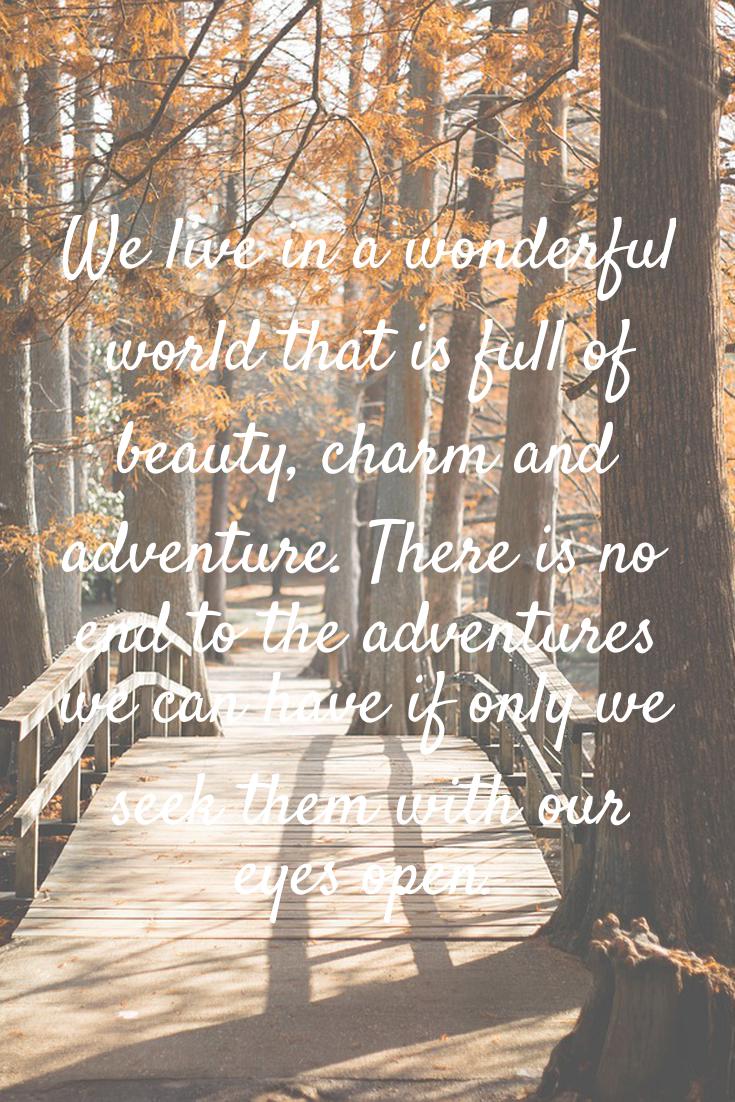 We live in a wonderful
world that is full of
beauty, charm and
adventure. There is no
end to the adventures
we can have if only we
seek them with our
eyes open.